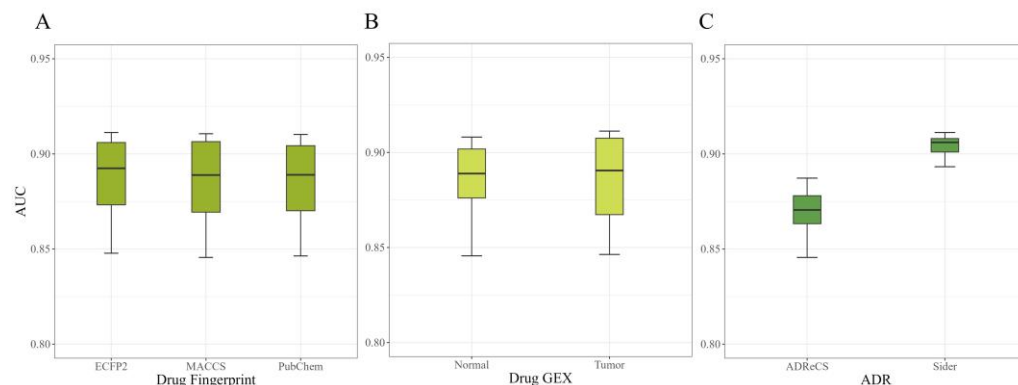 A
AUC
0.95
0.90
0.85
0.80
ECFP2 MACCS PubChem
Drug Fingerprint
B
0.95
0.90
0.85
0.80
Normal Tumor
Drug GEX
C
0.95
0.90
0.85
0.80
ADReCS Sider
ADR